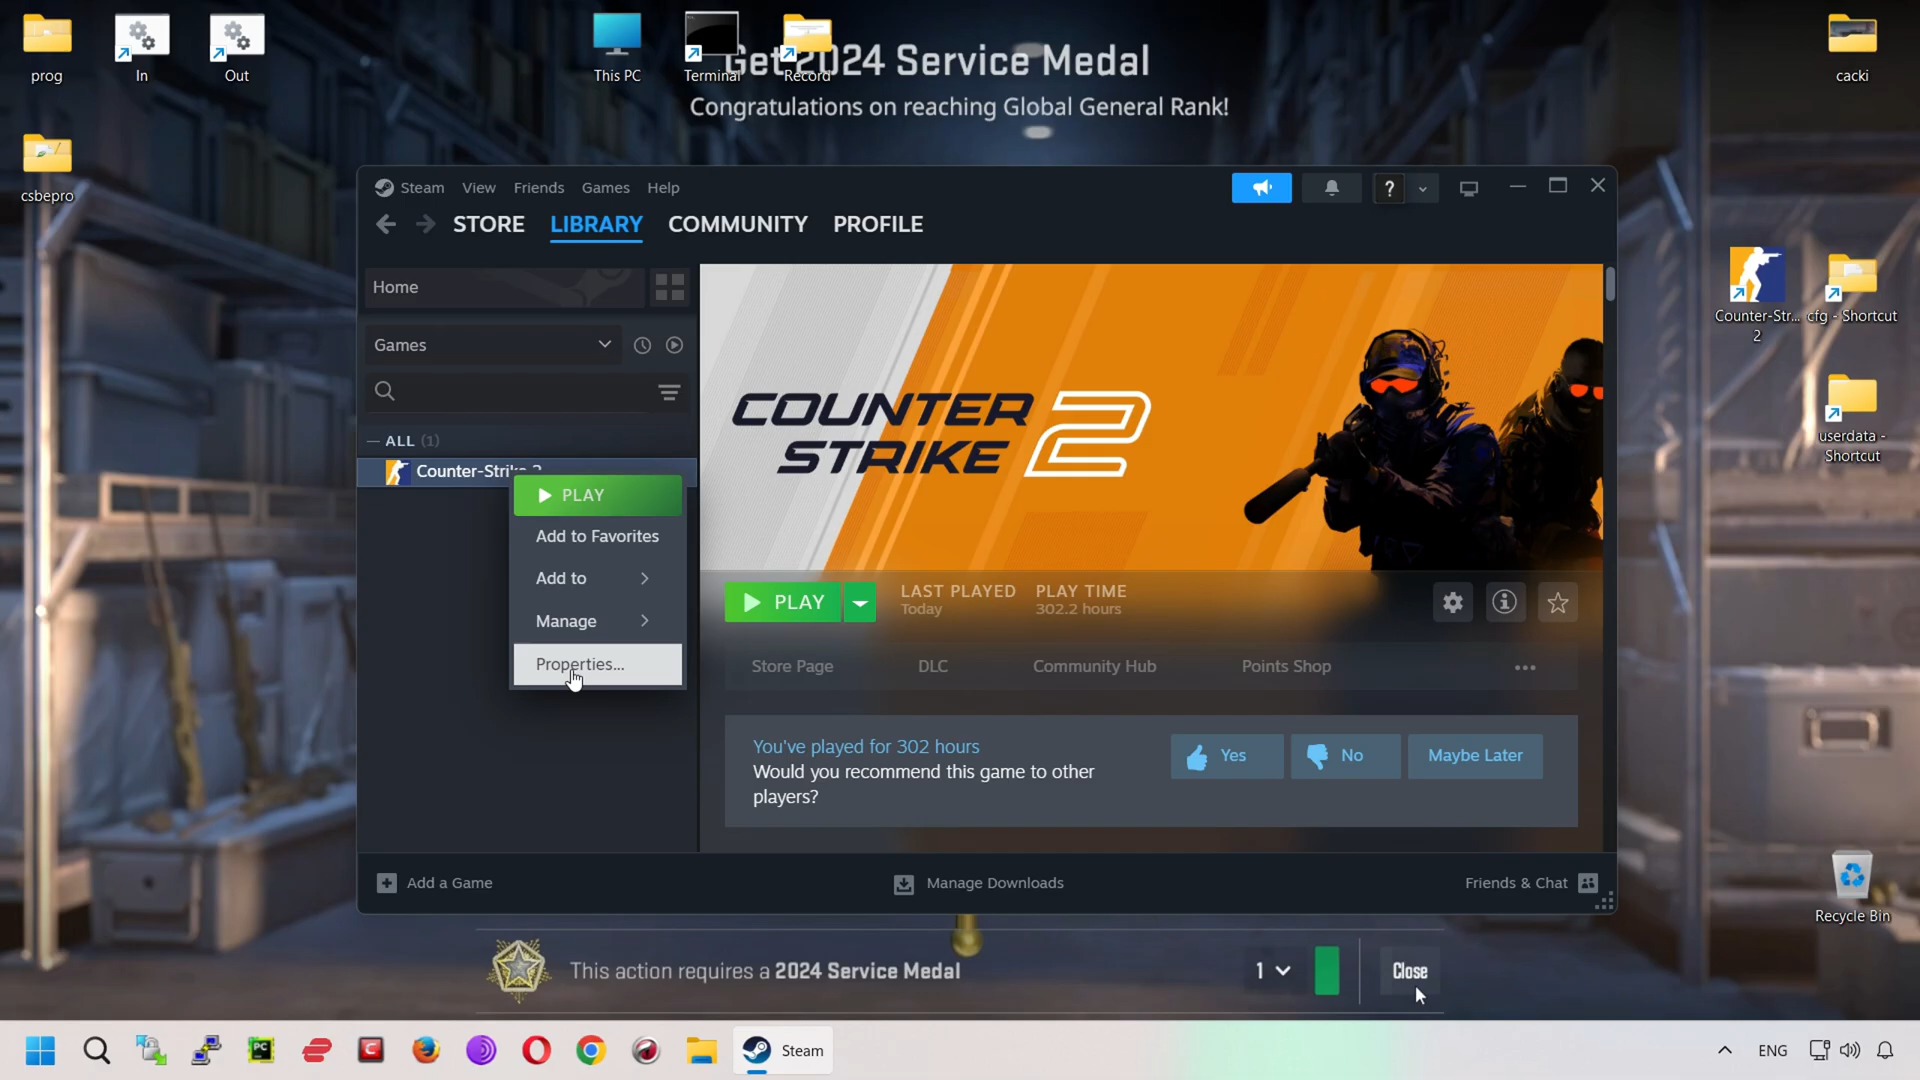 prog
In
Out
This PC
Terminal
Record
cacki
csbepro
Get 2024 Service Medal
Congratulations on reaching Global General Rank!
Steam View Friends Games Help
?
STORE LIBRARY COMMUNITY PROFILE
Home
Games
ALL (1)
Counter-Strike 2
PLAY
Add to Favorites
Add to
Manage
Properties...
COUNTER
STRIKE 2
PLAY
LAST PLAYED
Today
PLAY TIME
302.2 hours
Store Page
DLC
Community Hub
Points Shop
You've played for 302 hours
Would you recommend this game to other
players?
Yes
No
Maybe Later
Add a Game
Manage Downloads
Friends & Chat
Counter-Str...
2
cfg - Shortcut
userdata -
Shortcut
Recycle Bin
This action requires a 2024 Service Medal
1
Close
PC
C
Steam
ENG